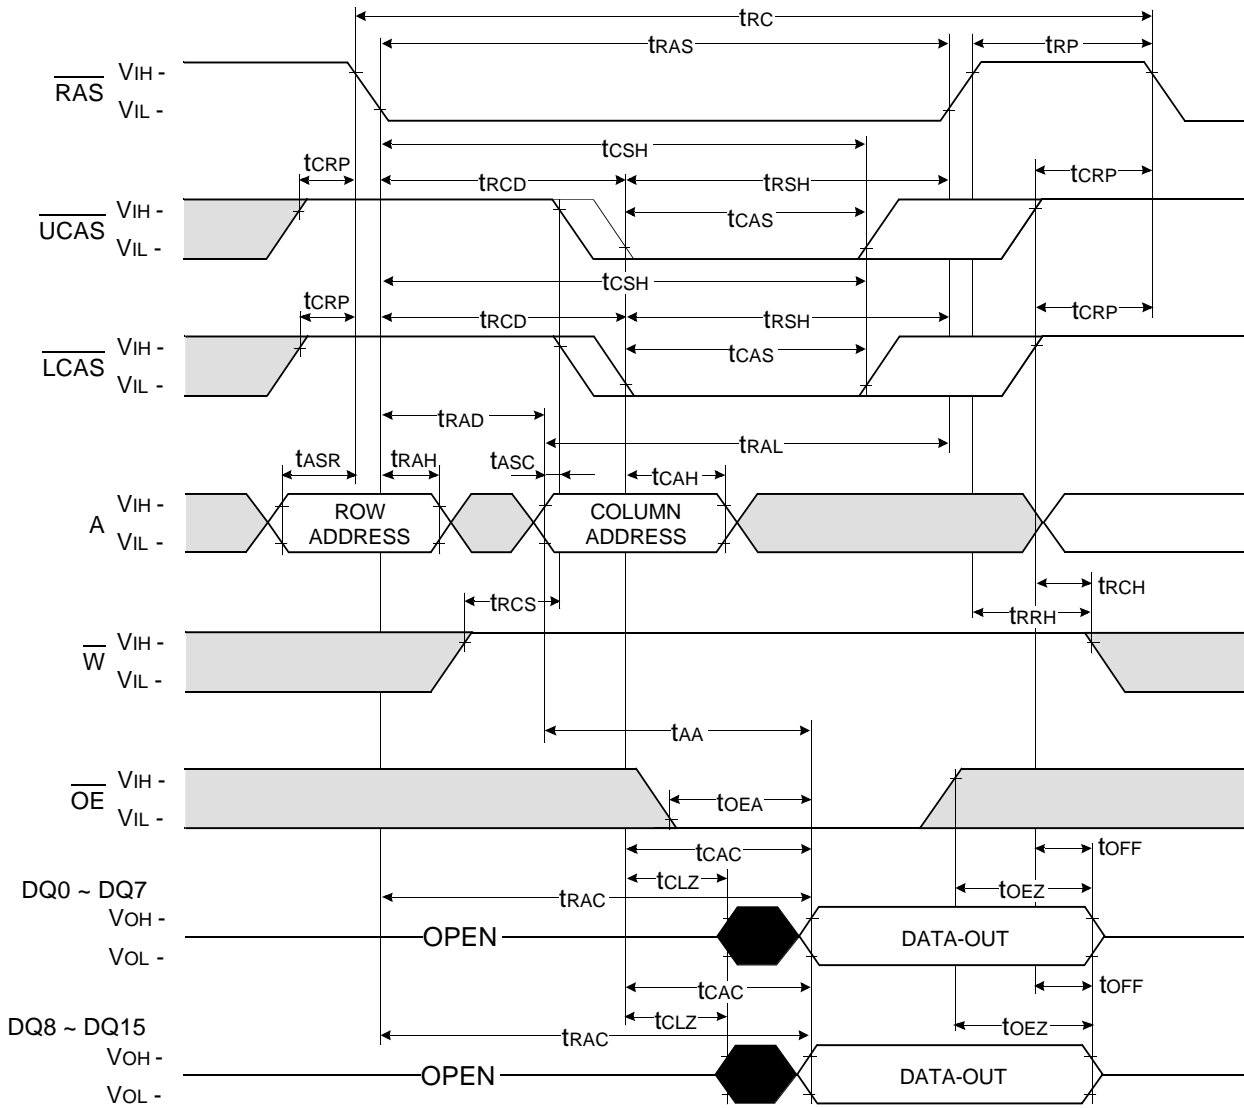 tRC
tRAS
tRP
RAS
VIH -
VIL -
tCSH
tCRP
tRCD
tRSH
tCRP
UCAS
VIH -
VIL -
tCAS
tCSH
tCRP
tRCD
tRSH
tCRP
LCAS
VIH -
VIL -
tCAS
tRAD
tRAL
tASR
tRAH
tASC
tCAH
A
VIH -
VIL -
ROW
ADDRESS
COLUMN
ADDRESS
tRCS
tRCH
tRRH
W
VIH -
VIL -
tAA
OE
VIH -
VIL -
tOEA
tCAC
tOFF
DQ0 ~ DQ7
tCLZ
tOEZ
tRAC
VOH -
VOL -
OPEN
DATA-OUT
tCAC
tOFF
DQ8 ~ DQ15
tCLZ
tOEZ
tRAC
VOH -
VOL -
OPEN
DATA-OUT